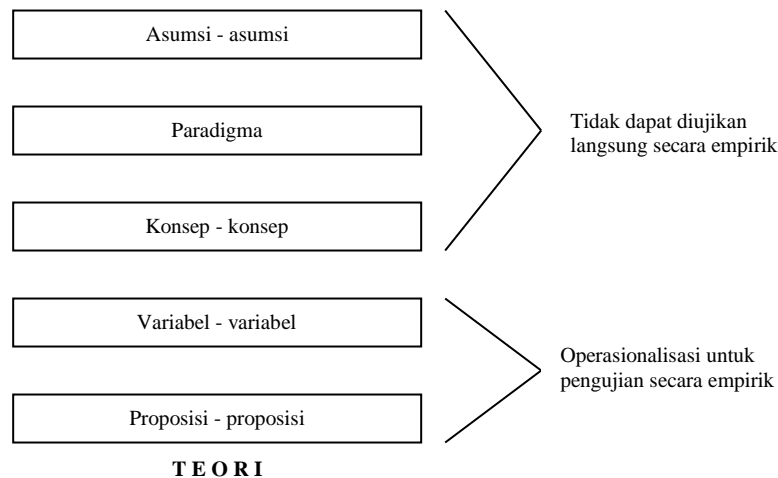 Asumsi - asumsi
Paradigma
Konsep - konsep
Variabel - variabel
Proposisi - proposisi
T E O R I
Tidak dapat diujikan
langsung secara empirik
Operasionalisasi untuk
pengujian secara empirik